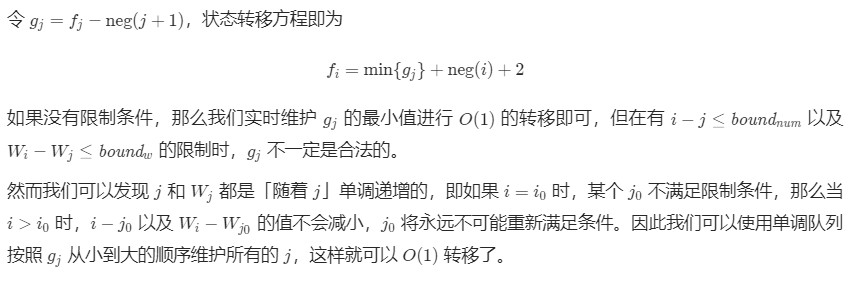 令 g_j = f_j − neg(j + 1)，状态转移方程即为
f_i = min{g_j} + neg(i) + 2
如果没有限制条件，那么我们实时维护 g_j 的最小值进行 O(1) 的转移即可，但在有 i − j ≤ bound_num 以及
W_i − W_j ≤ bound_w 的限制时，g_j 不一定是合法的。
然而我们可以发现 j 和 W_j 都是「随着 j」单调递增的，即如果 i = i_0 时，某个 j_0 不满足限制条件，那么当
i > i_0 时，i − j_0 以及 W_i − W_{j_0} 的值不会减小，j_0 将永远不可能重新满足条件。因此我们可以使用单调队列
按照 g_j 从小到大的顺序维护所有的 j，这样就可以 O(1) 转移了。